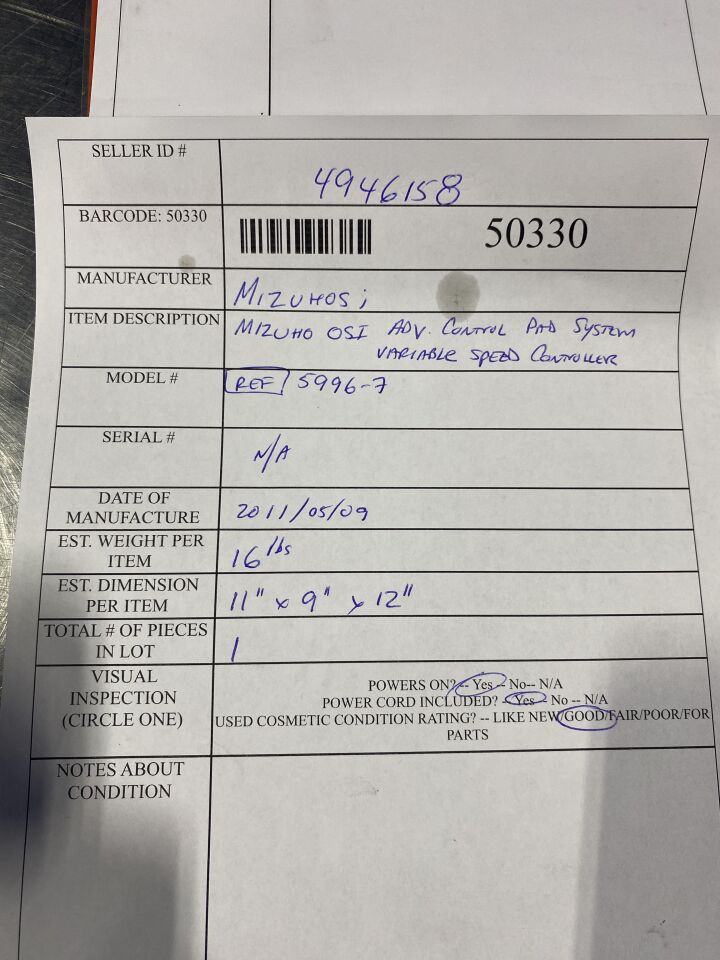 SELLER ID #
4946158
BARCODE: 50330
50330
MANUFACTURER
MIZUHOSi
ITEM DESCRIPTION
MIZUHO OSI ADV. CONTROL PAD SYSTEM
VARIABLE SPEED CONTROLLER
MODEL #
REF 5996-7
SERIAL #
N/A
DATE OF
MANUFACTURE
2011/05/09
EST. WEIGHT PER
ITEM
16 lbs
EST. DIMENSION
PER ITEM
11" x 9" x 12"
TOTAL # OF PIECES
IN LOT
1
VISUAL
INSPECTION
(CIRCLE ONE)
POWERS ON? -- Yes -- No-- N/A
POWER CORD INCLUDED? -- Yes -- No -- N/A
USED COSMETIC CONDITION RATING? -- LIKE NEW/GOOD/FAIR/POOR/FOR
PARTS
NOTES ABOUT
CONDITION